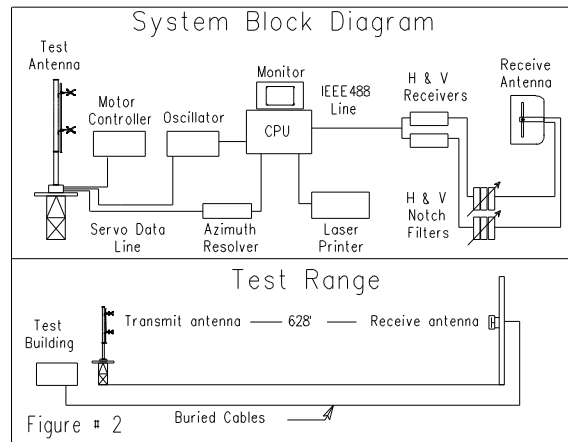 System Block Diagram
Test
Antenna
Motor
Controller
Oscillator
Monitor
CPU
IEEE488
Line
H & V
Receivers
Receive
Antenna
Servo Data
Line
Azimuth
Resolver
Laser
Printer
H & V
Notch
Filters
Test Range
Test
Building
Transmit antenna
628'
Receive antenna
Buried Cables
Figure # 2